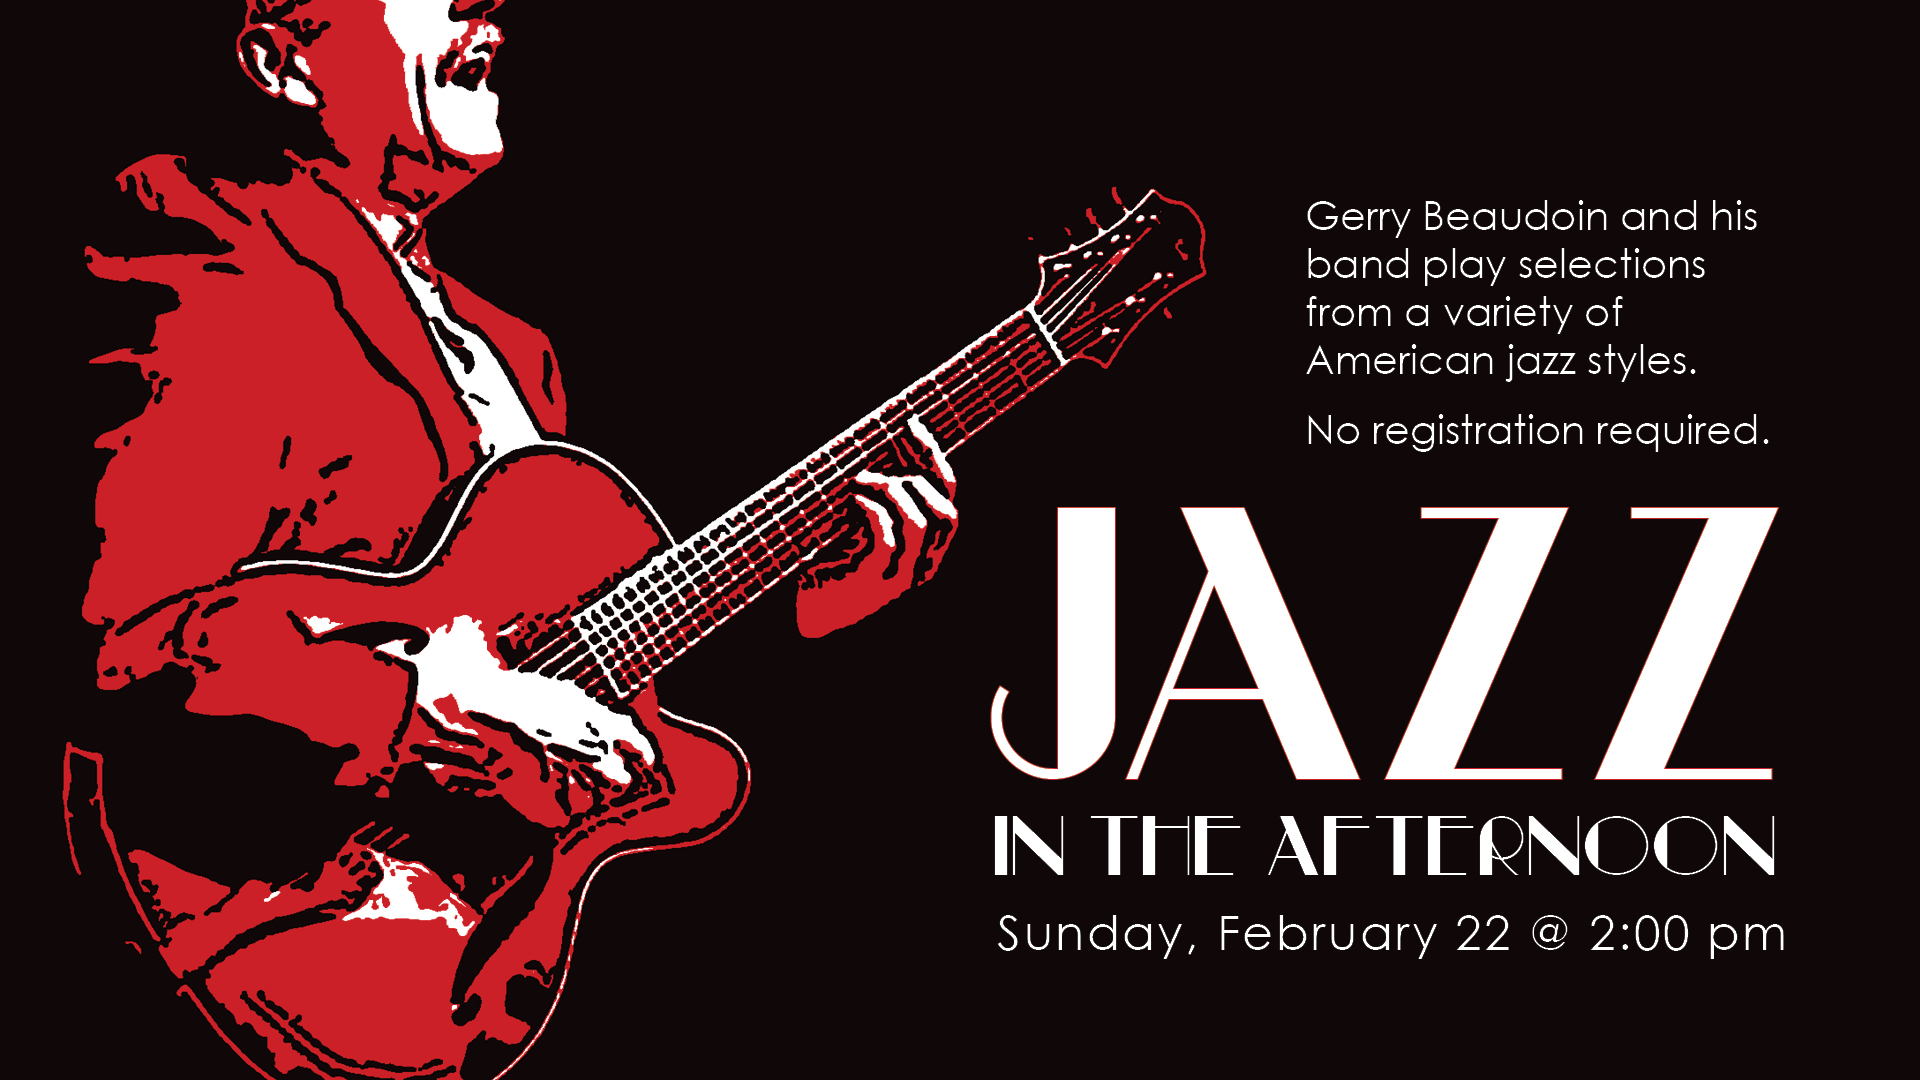 Gerry Beaudoin and his
band play selections
from a variety of
American jazz styles.
No registration required.
JAZZ
IN THE AFTERNOON
Sunday, February 22 @ 2:00 pm